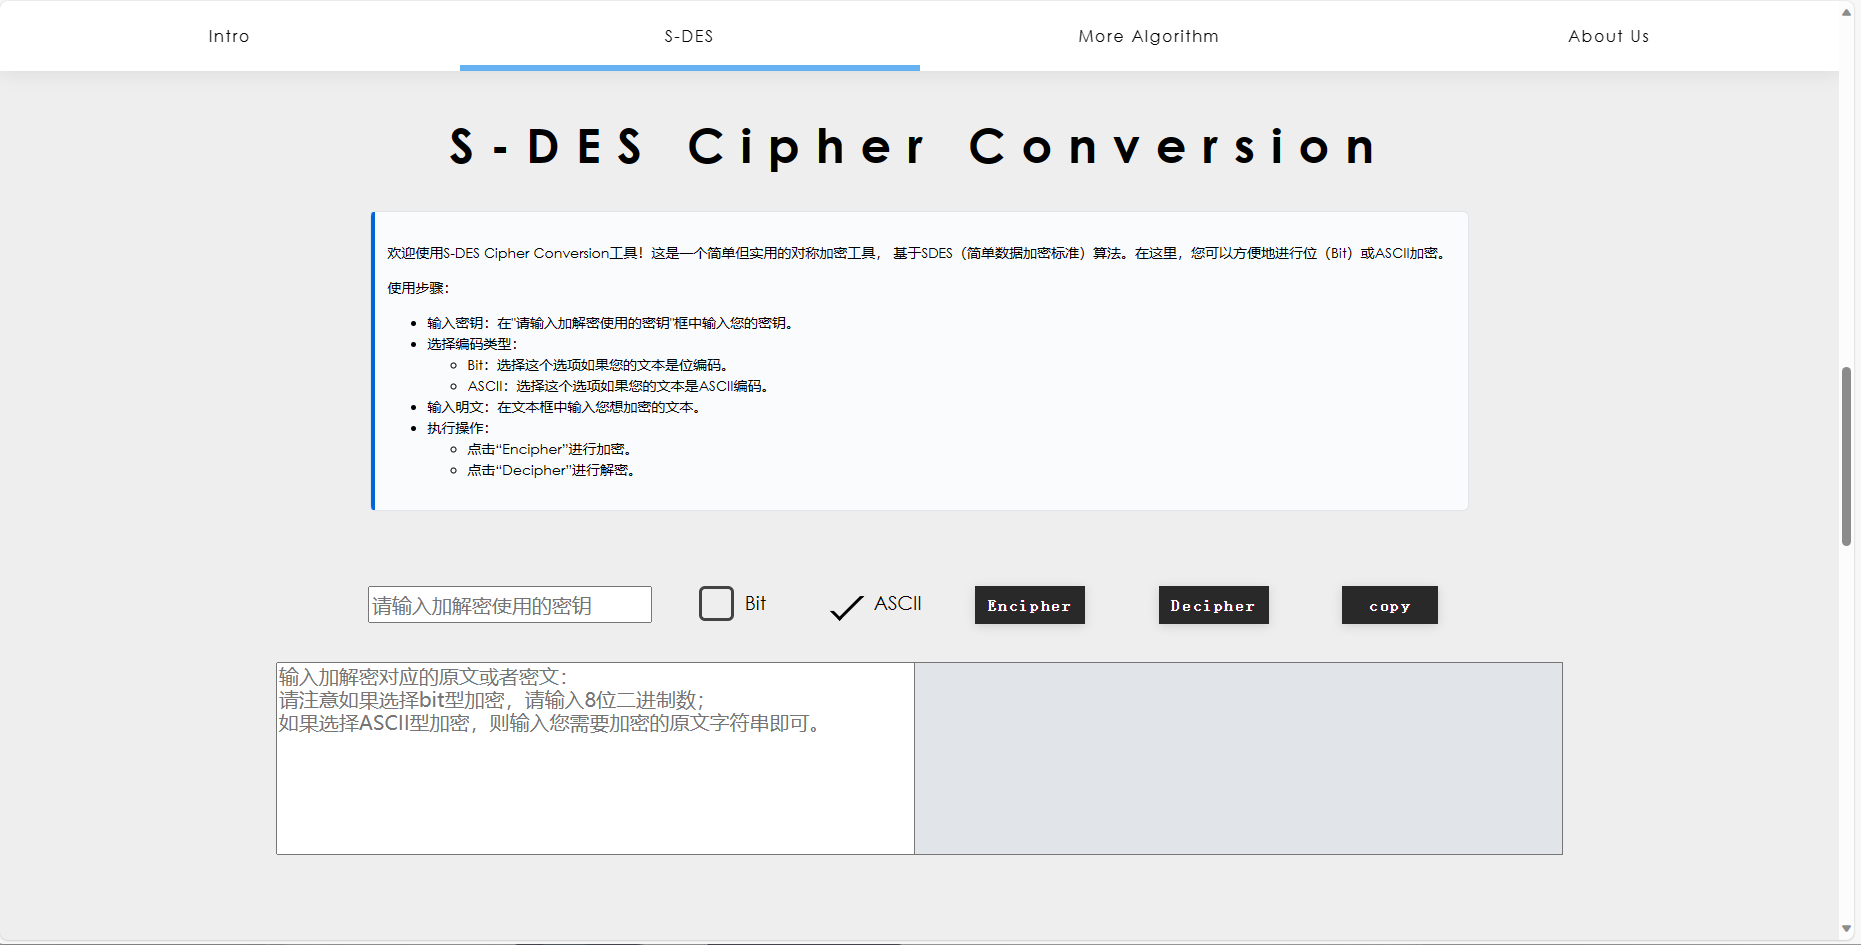 Intro
S-DES
More Algorithm
About Us
S-DES Cipher Conversion
欢迎使用S-DES Cipher Conversion工具！这是一个简单但实用的对称加密工具， 基于SDES（简单数据加密标准）算法。在这里，您可以方便地进行位（Bit）或ASCII加密。
使用步骤：
输入密钥：在"请输入加解密使用的密钥"框中输入您的密钥。
选择编码类型：
Bit：选择这个选项如果您的文本是位编码。
ASCII：选择这个选项如果您的文本是ASCII编码。
输入明文：在文本框中输入您想加密的文本。
执行操作：
点击“Encipher”进行加密。
点击“Decipher”进行解密。
请输入加解密使用的密钥
Bit
ASCII
Encipher
Decipher
copy
输入加解密对应的原文或者密文：
请注意如果选择bit型加密，请输入8位二进制数；
如果选择ASCII型加密，则输入您需要加密的原文字符串即可。